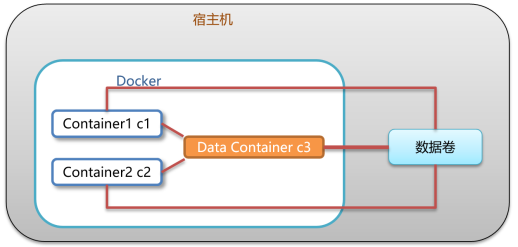 宿主机
Docker
Container1 c1
Data Container c3
数据卷
Container2 c2